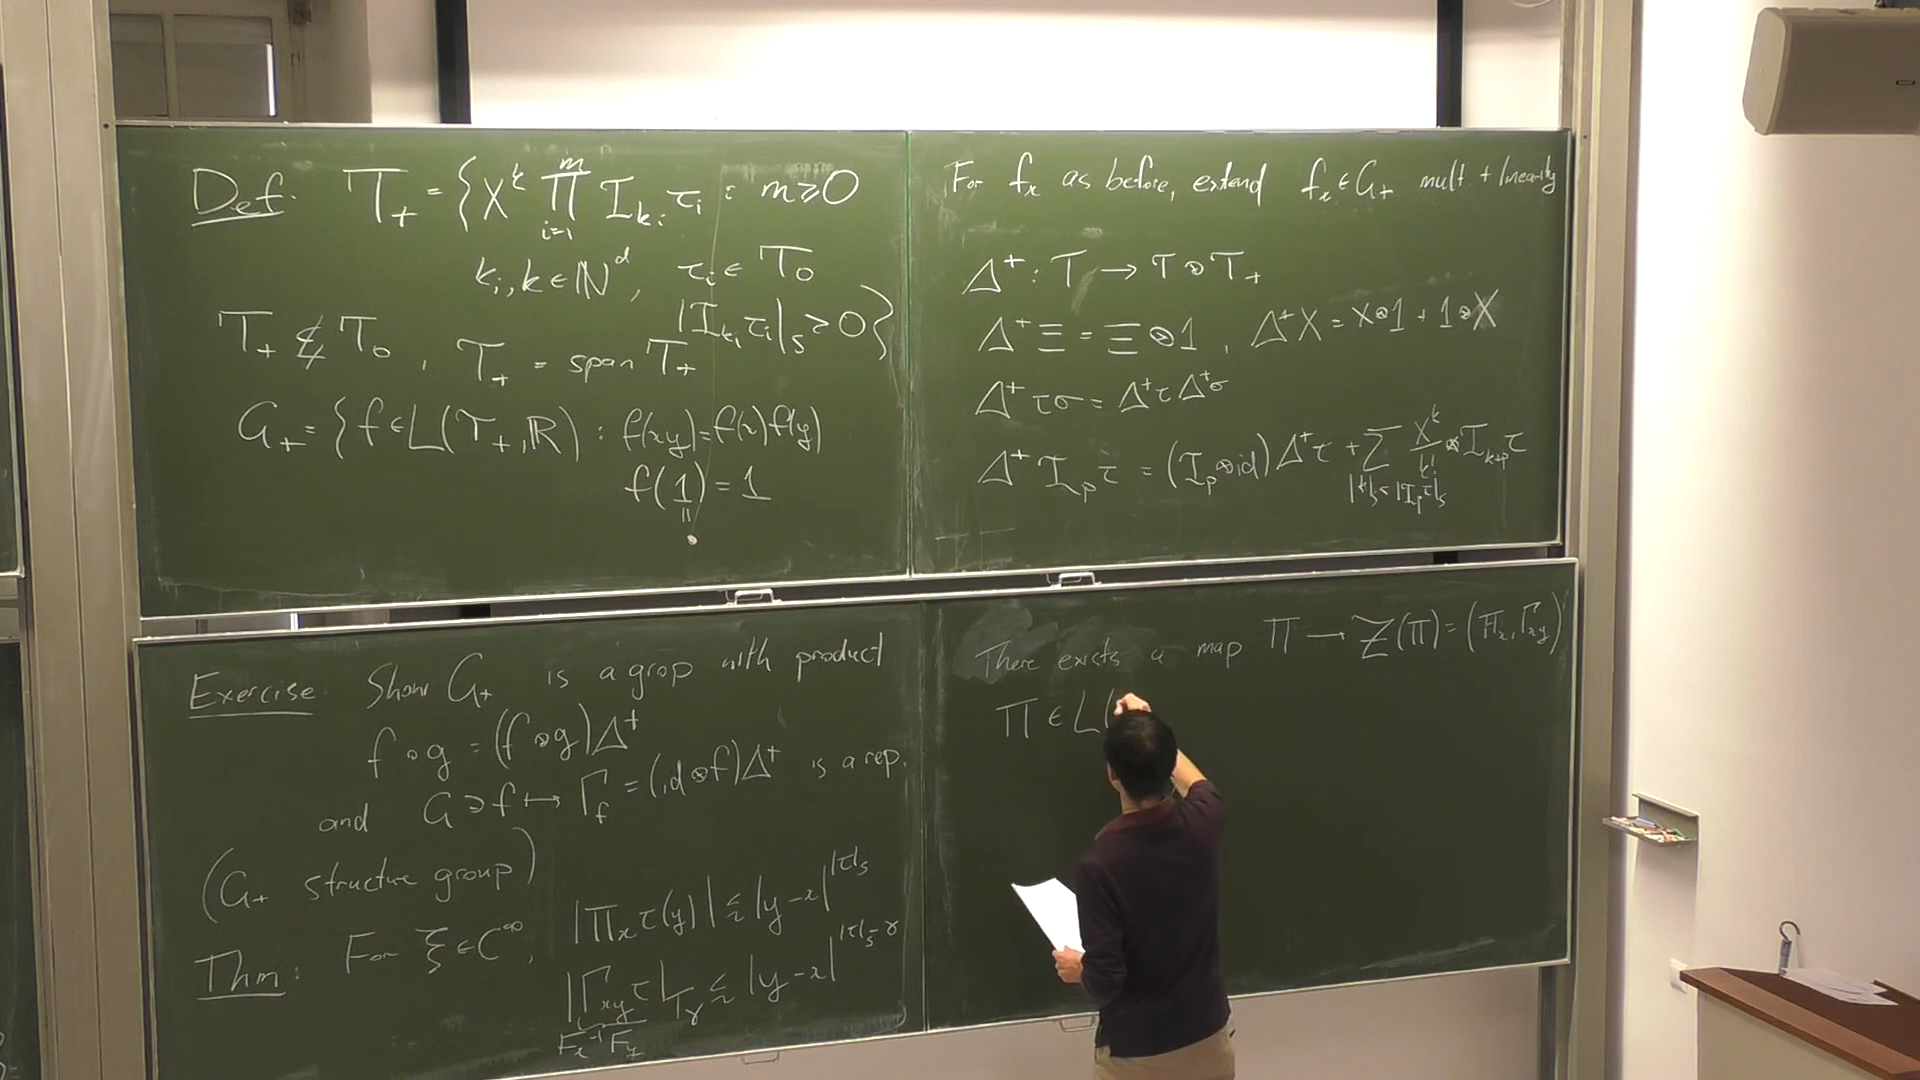 Def: T₊ = { X^k ∏_{i=1}^m I_{k_i} τ_i : m ≥ 0
k_i, k ∈ ℕ^d, τ_i ∈ T₀
|I_{k_i} τ_i|_s > 0 }
T₊ ⊄ T₀, T₊ = span T₊
G₊ = { f ∈ L(T₊, ℝ) : f(xy) = f(x) f(y)
f(1) = 1
For f_x as before, extend f_x ∈ G₊ mult + linearity
Δ⁺ : T → T ⊗ T₊
Δ⁺ Ξ = Ξ ⊗ 1, Δ⁺ X = X ⊗ 1 + 1 ⊗ X
Δ⁺ τσ = Δ⁺τ Δ⁺σ
Δ⁺ I_p τ = (I_p ⊗ id) Δ⁺ τ + ∑_{|k|_s < |I_p τ|_s} X^k/k! ⊗ I_{k+p} τ
Exercise: Show G₊ is a grop with product
f ∘ g = (f ⊗ g) Δ⁺
and G ∋ f ↦ Γ_f = (id ⊗ f) Δ⁺ is a rep.
(G₊ structure group)
Thm: For ξ ∈ C^∞, |Π_x τ(y)| ≲ |y-x|^{|τ|_s}
|Γ_{xy} τ|_{T_γ} ≲ |y-x|^{|τ|_s - γ}
F_x^{-1} F_y
There exists a map Π → Z(Π) = (Π_x, Γ_{xy})
Π ∈ L(